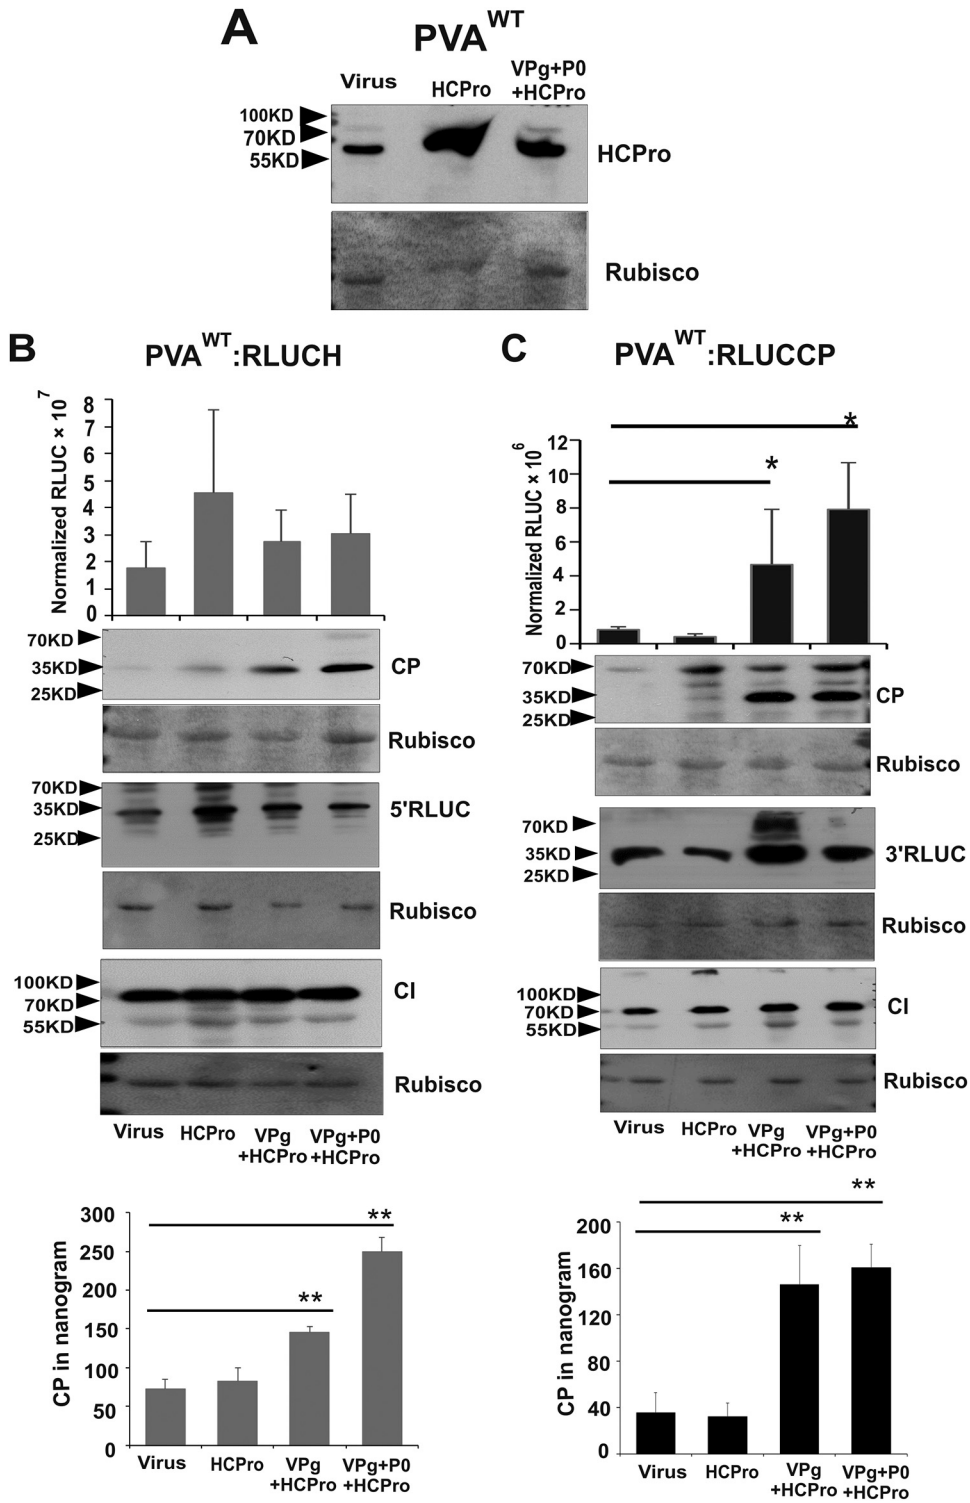 A
PVA^WT
Virus
HCPro
VPg+P0
+HCPro
100KD
70KD
55KD
HCPro
Rubisco
B
PVA^WT:RLUCH
Normalized RLUC × 10^7
8
7
6
5
4
3
2
1
0
70KD
35KD
25KD
CP
Rubisco
70KD
35KD
25KD
5'RLUC
Rubisco
100KD
70KD
55KD
CI
Rubisco
Virus
HCPro
VPg
+HCPro
VPg+P0
+HCPro
CP in nanogram
300
250
200
150
100
50
0
**
**
Virus
HCPro
VPg
+HCPro
VPg+P0
+HCPro
C
PVA^WT:RLUCCP
Normalized RLUC × 10^6
12
10
8
6
4
2
0
*
*
70KD
35KD
25KD
CP
Rubisco
70KD
35KD
25KD
3'RLUC
Rubisco
100KD
70KD
55KD
CI
Rubisco
Virus
HCPro
VPg
+HCPro
VPg+P0
+HCPro
CP in nanogram
200
160
120
80
40
0
**
**
Virus
HCPro
VPg
+HCPro
VPg+P0
+HCPro